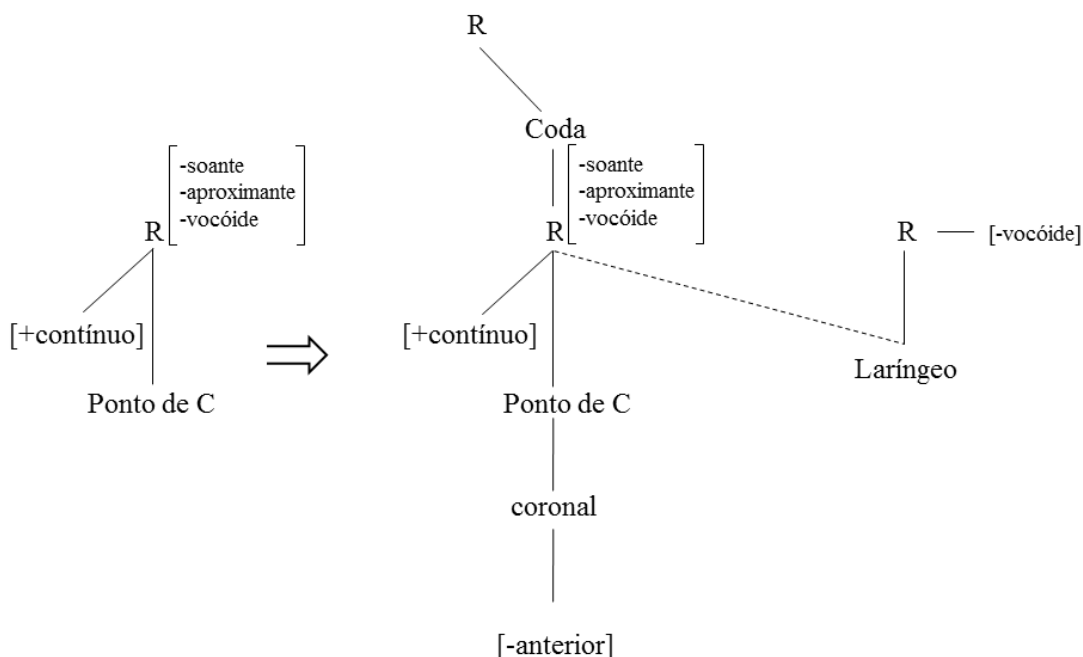 R
Coda
-soante
-aproximante
-vocóide
R
-soante
-aproximante
-vocóide
R
R
[-vocóide]
[+contínuo]
[+contínuo]
Laríngeo
Ponto de C
Ponto de C
coronal
[-anterior]